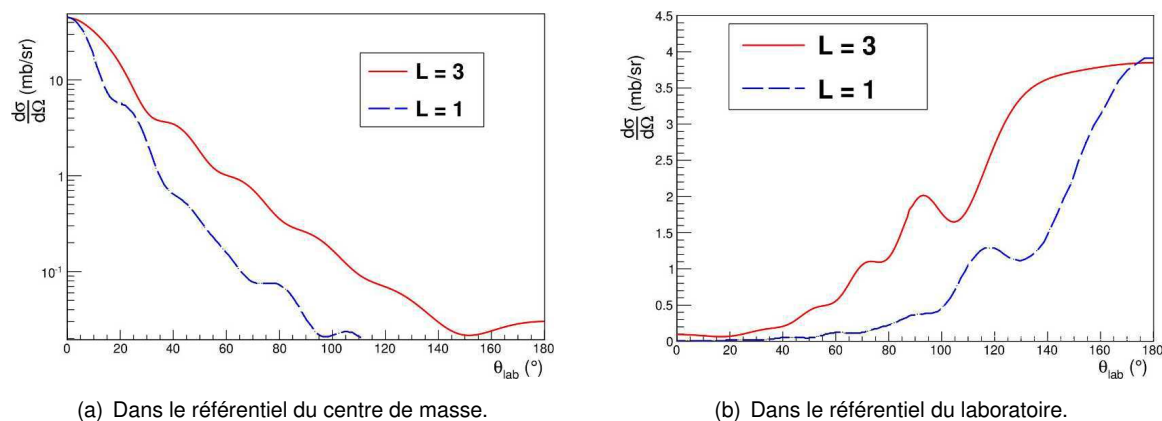 dσ/dΩ (mb/sr)
10
1
10⁻¹
L = 3
L = 1
0 20 40 60 80 100 120 140 160 180
θlab (°)
(a) Dans le référentiel du centre de masse.
dσ/dΩ (mb/sr)
4.5
4
3.5
3
2.5
2
1.5
1
0.5
0
L = 3
L = 1
0 20 40 60 80 100 120 140 160 180
θlab (°)
(b) Dans le référentiel du laboratoire.